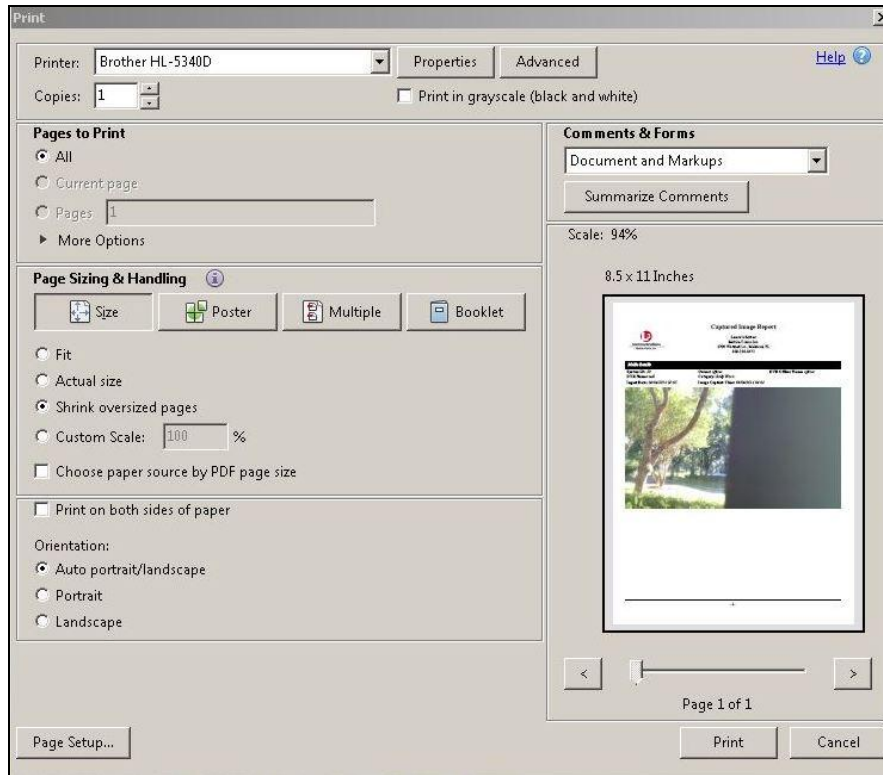 Print
Printer: Brother HL-5340D Properties Advanced Help
Copies: 1 Print in grayscale (black and white)
Pages to Print
All
Current page
Pages 1
More Options
Page Sizing & Handling
Size Poster Multiple Booklet
Fit
Actual size
Shrink oversized pages
Custom Scale: 100 %
Choose paper source by PDF page size
Print on both sides of paper
Orientation:
Auto portrait/landscape
Portrait
Landscape
Comments & Forms
Document and Markups
Summarize Comments
Scale: 94%
8.5 x 11 Inches
Captured Image Report
< >
Page 1 of 1
Page Setup... Print Cancel